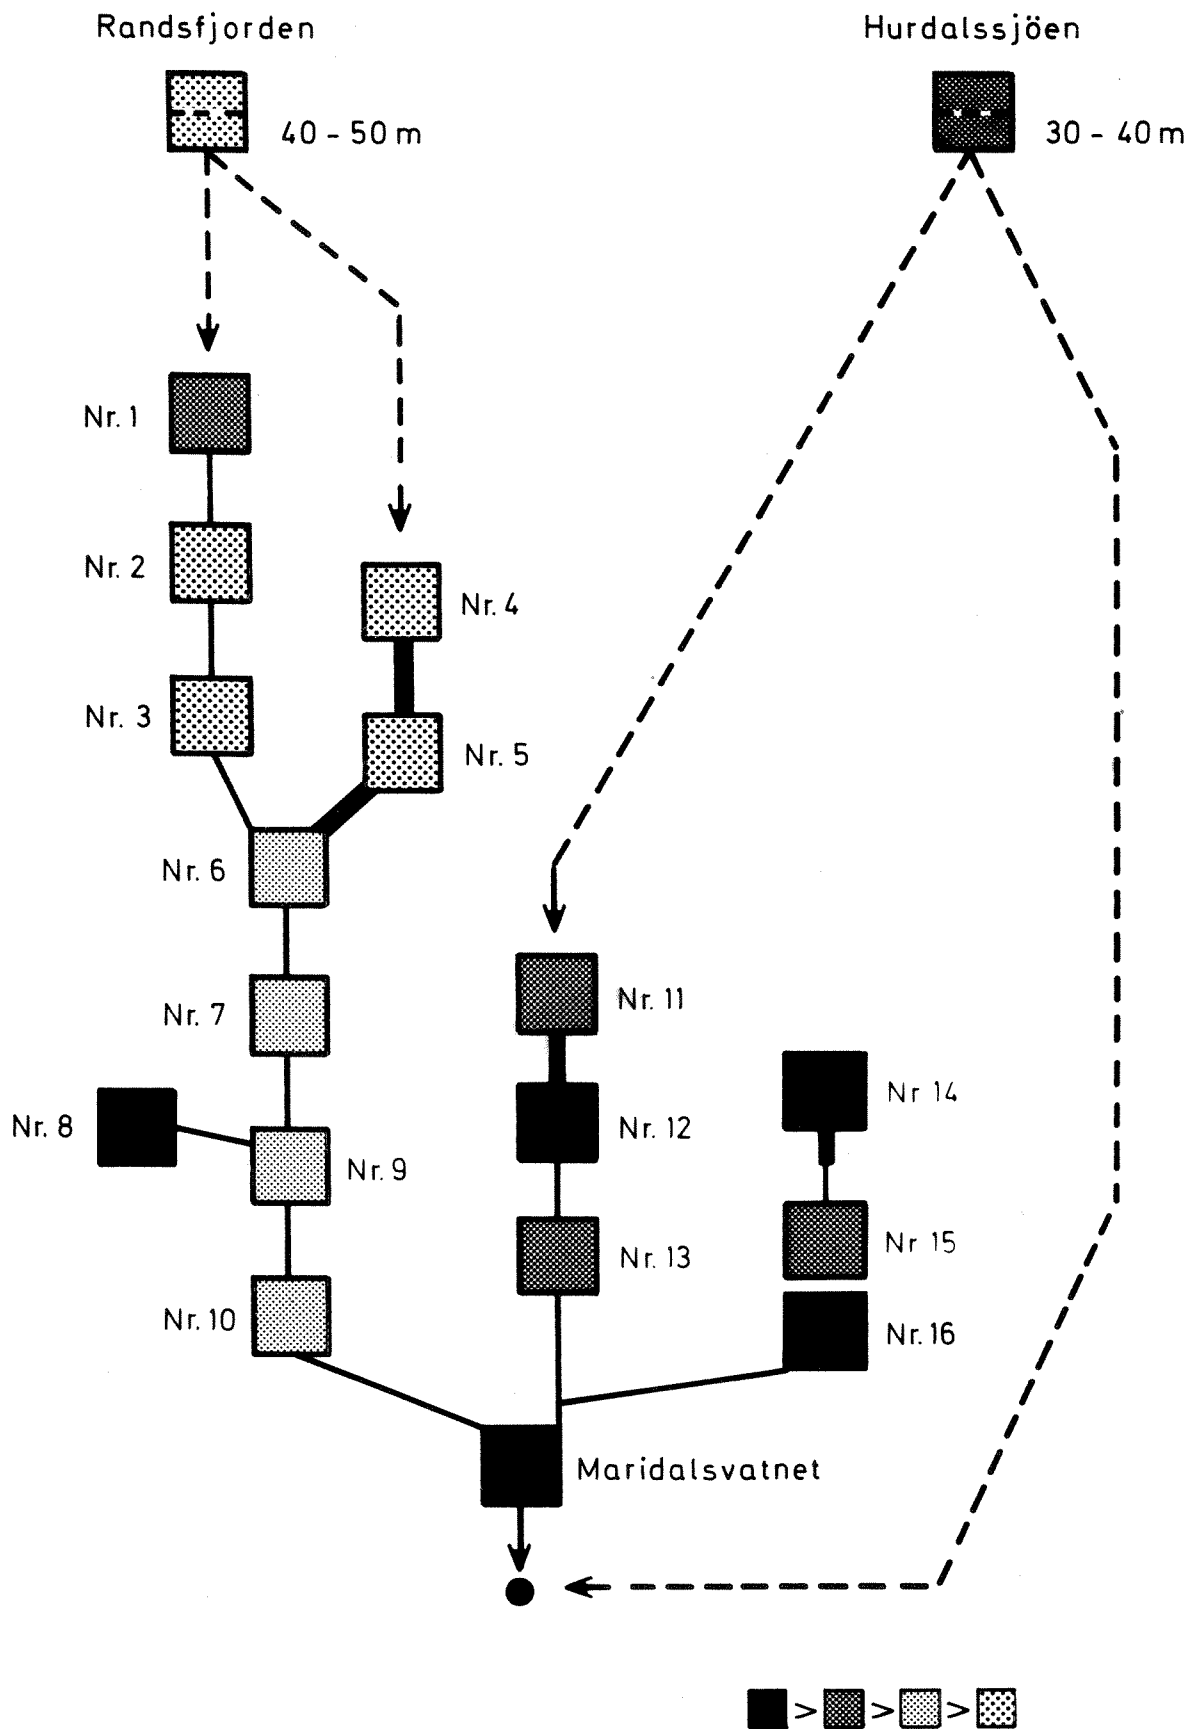 Randsfjorden
Hurdalssjöen
40 - 50 m
30 - 40 m
Nr. 1
Nr. 2
Nr. 4
Nr. 3
Nr. 5
Nr. 6
Nr. 11
Nr. 7
Nr 14
Nr. 8
Nr. 12
Nr. 9
Nr 15
Nr. 13
Nr. 10
Nr. 16
Maridalsvatnet
> > >